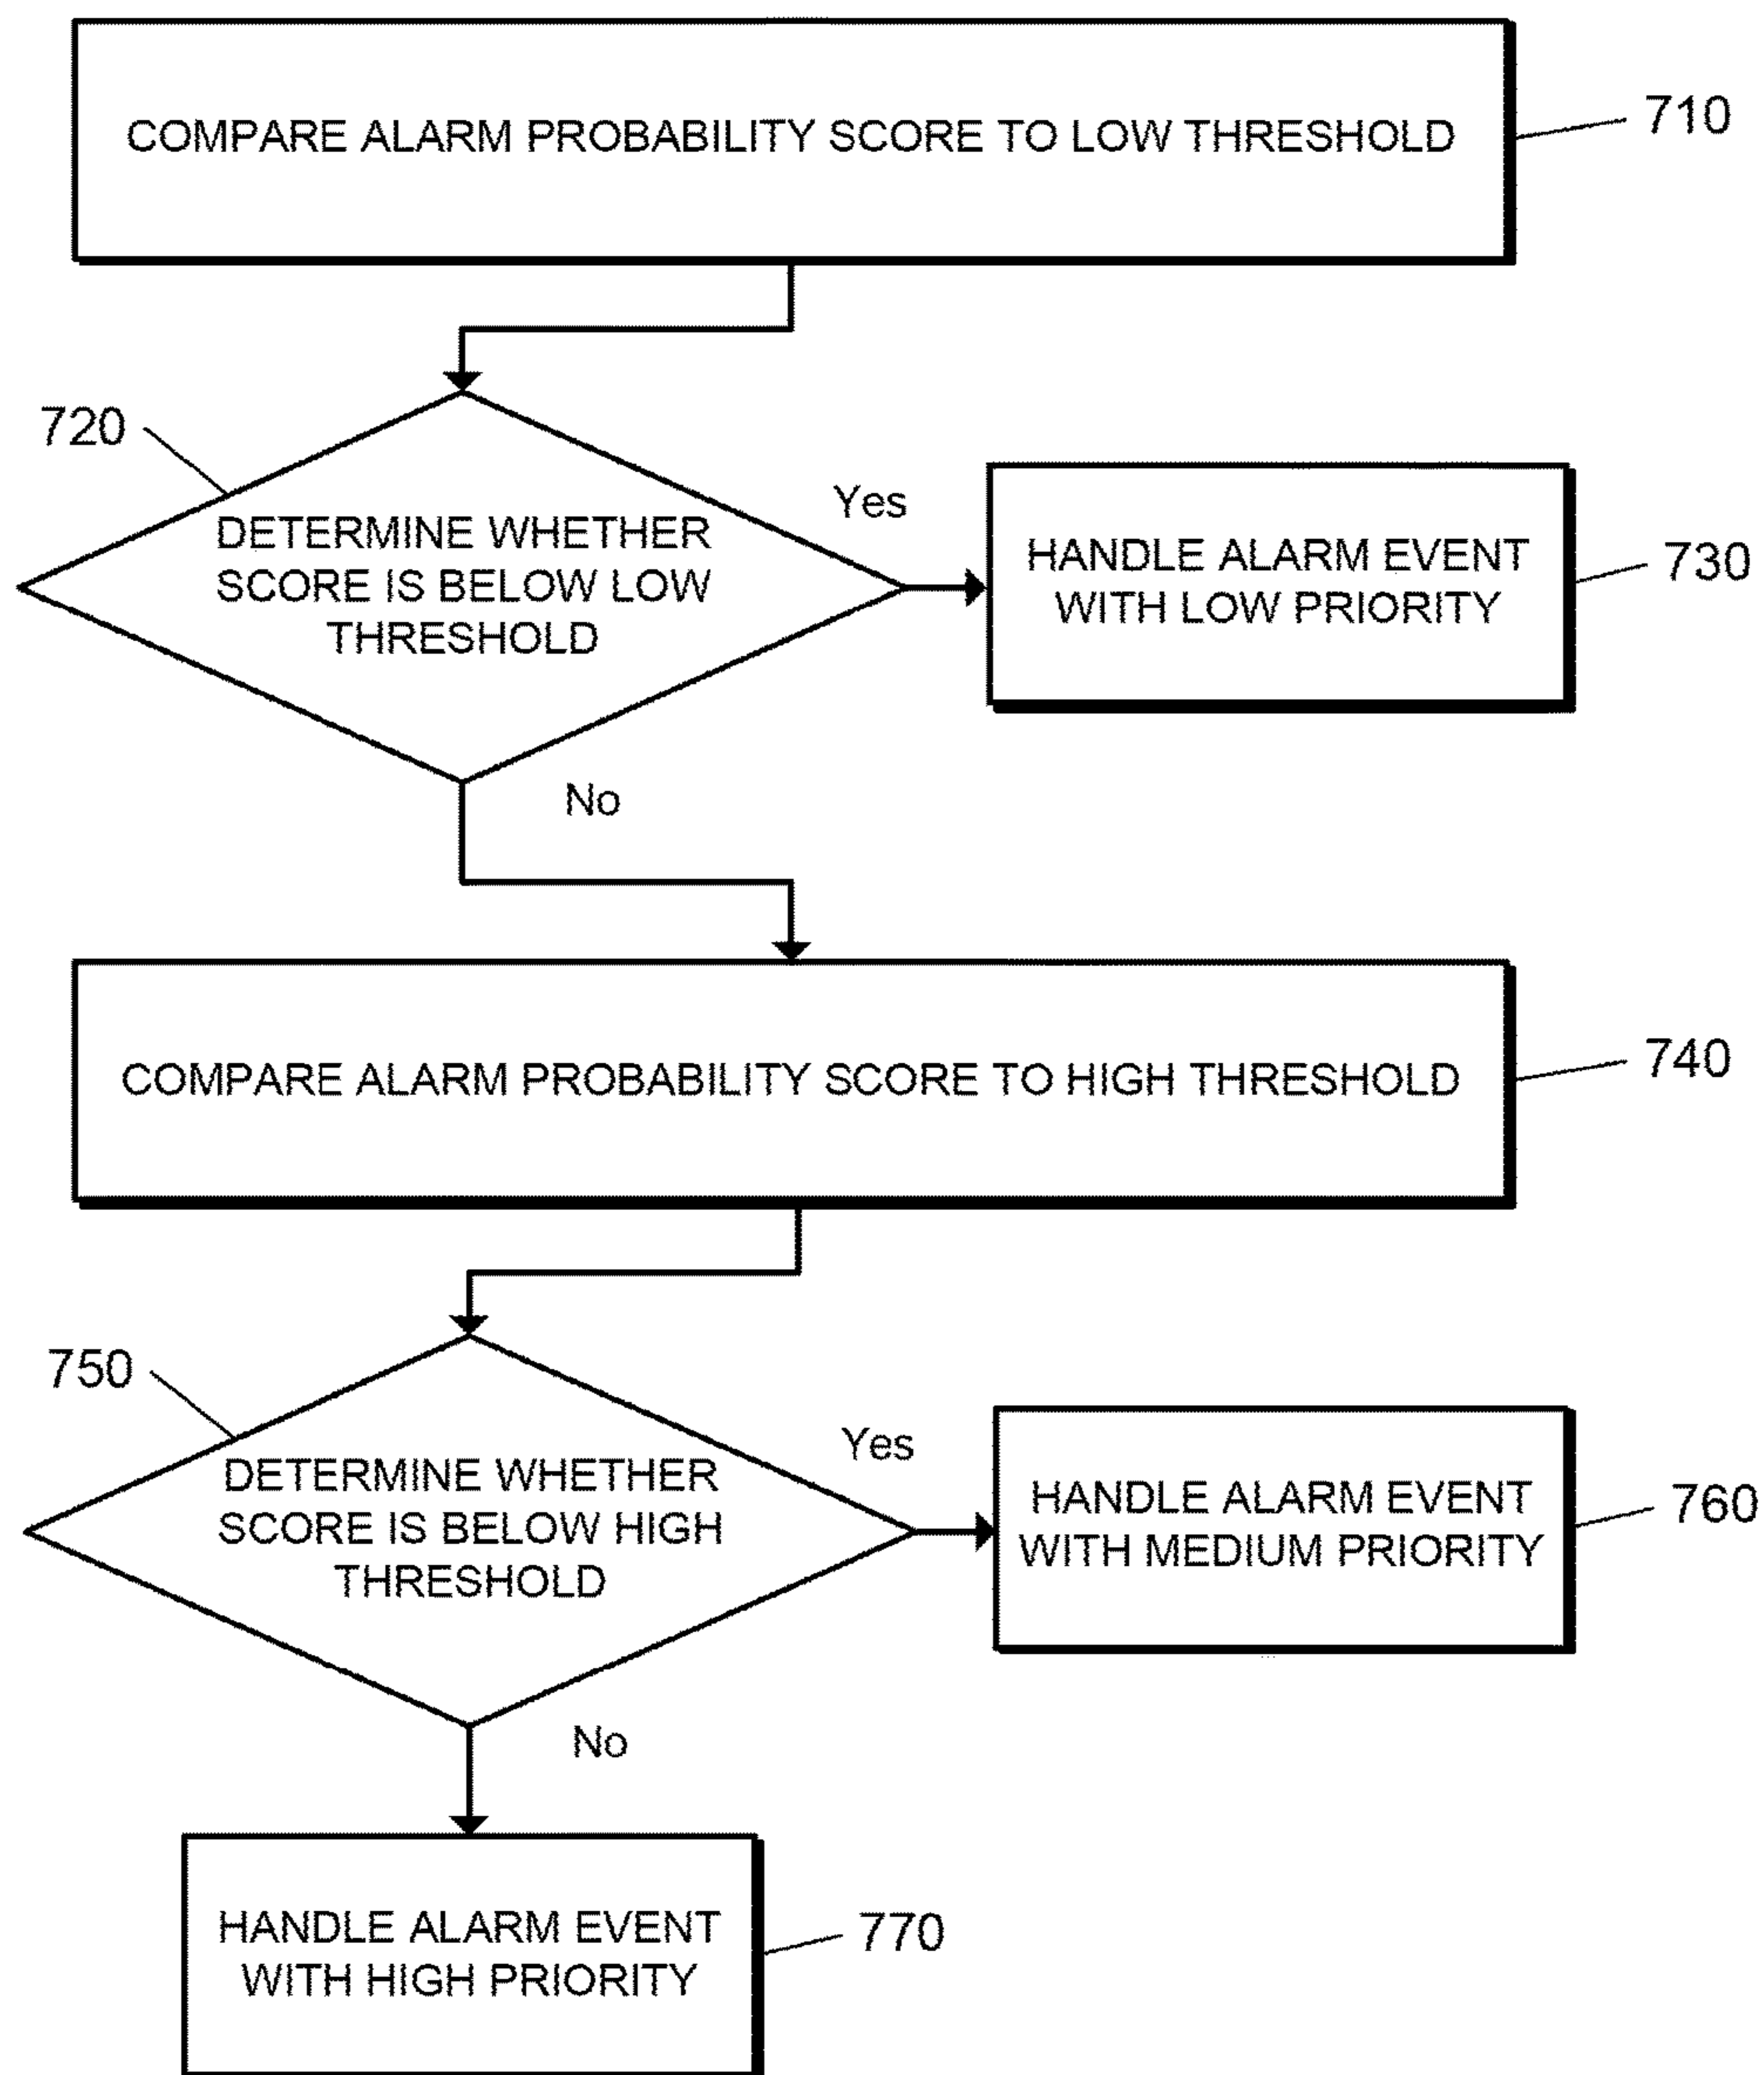 COMPARE ALARM PROBABILITY SCORE TO LOW THRESHOLD
710
720
DETERMINE WHETHER
SCORE IS BELOW LOW
THRESHOLD
Yes
HANDLE ALARM EVENT
WITH LOW PRIORITY
730
No
COMPARE ALARM PROBABILITY SCORE TO HIGH THRESHOLD
740
750
DETERMINE WHETHER
SCORE IS BELOW HIGH
THRESHOLD
Yes
HANDLE ALARM EVENT
WITH MEDIUM PRIORITY
760
No
HANDLE ALARM EVENT
WITH HIGH PRIORITY
770